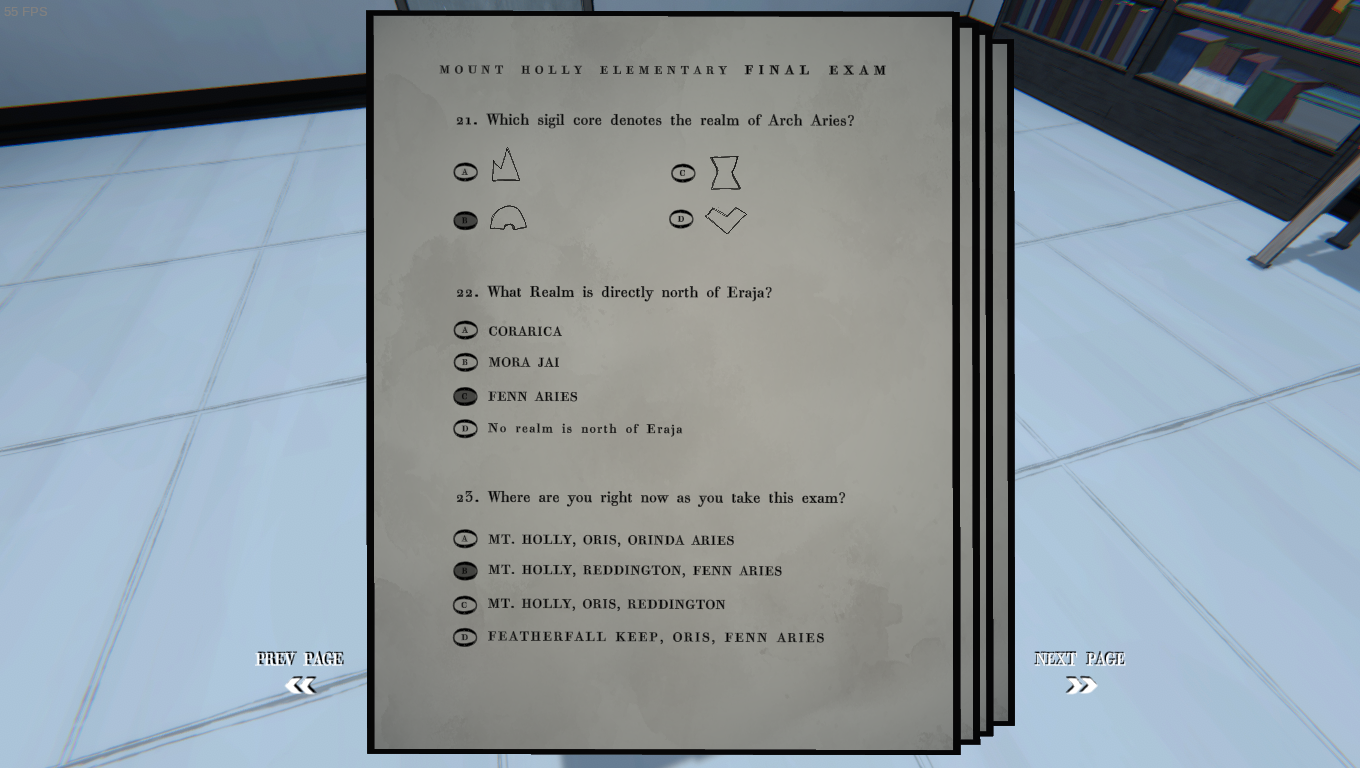 55 FPS
MOUNT HOLLY ELEMENTARY FINAL EXAM
21. Which sigil core denotes the realm of Arch Aries?
A
C
B
D
22. What Realm is directly north of Eraja?
A CORARICA
B MORA JAI
C FENN ARIES
D No realm is north of Eraja
23. Where are you right now as you take this exam?
A MT. HOLLY, ORIS, ORINDA ARIES
B MT. HOLLY, REDDINGTON, FENN ARIES
C MT. HOLLY, ORIS, REDDINGTON
D FEATHERFALL KEEP, ORIS, FENN ARIES
PREV PAGE
NEXT PAGE